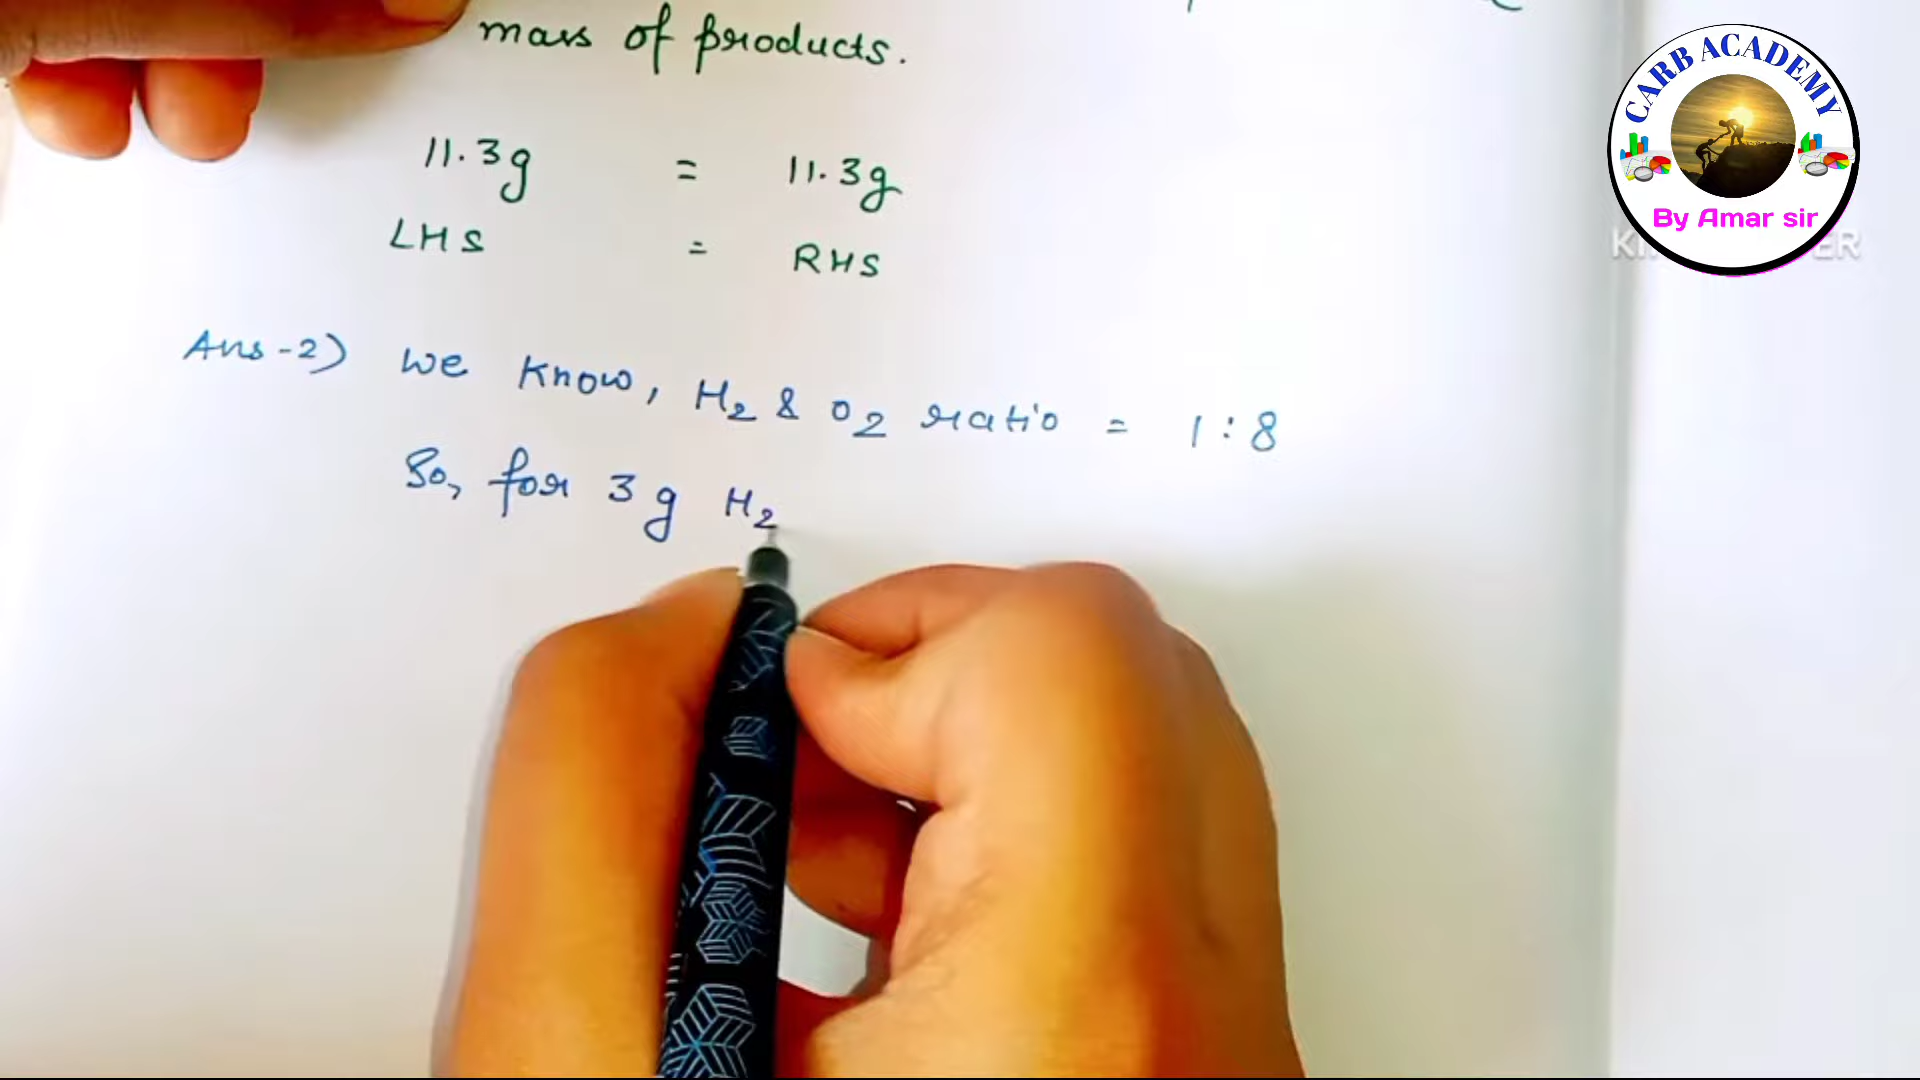 mass of products.
11.3g = 11.3g
LHS = RHS
Ans-2) We know, H2 & O2 ratio = 1:8
So, for 3g H2
CARB ACADEMY
By Amar sir